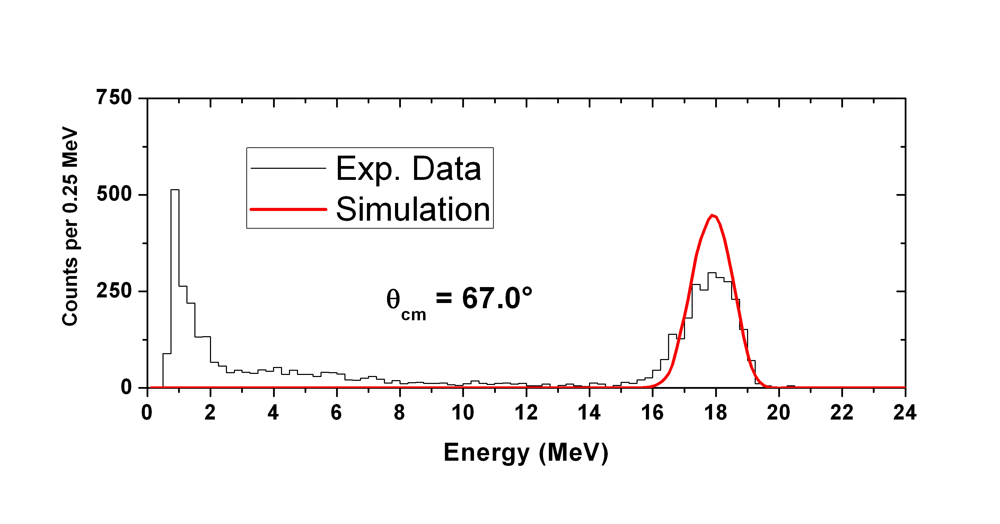 750
500
250
0
Counts per 0.25 MeV
Exp. Data
Simulation
θcm = 67.0°
0 2 4 6 8 10 12 14 16 18 20 22 24
Energy (MeV)